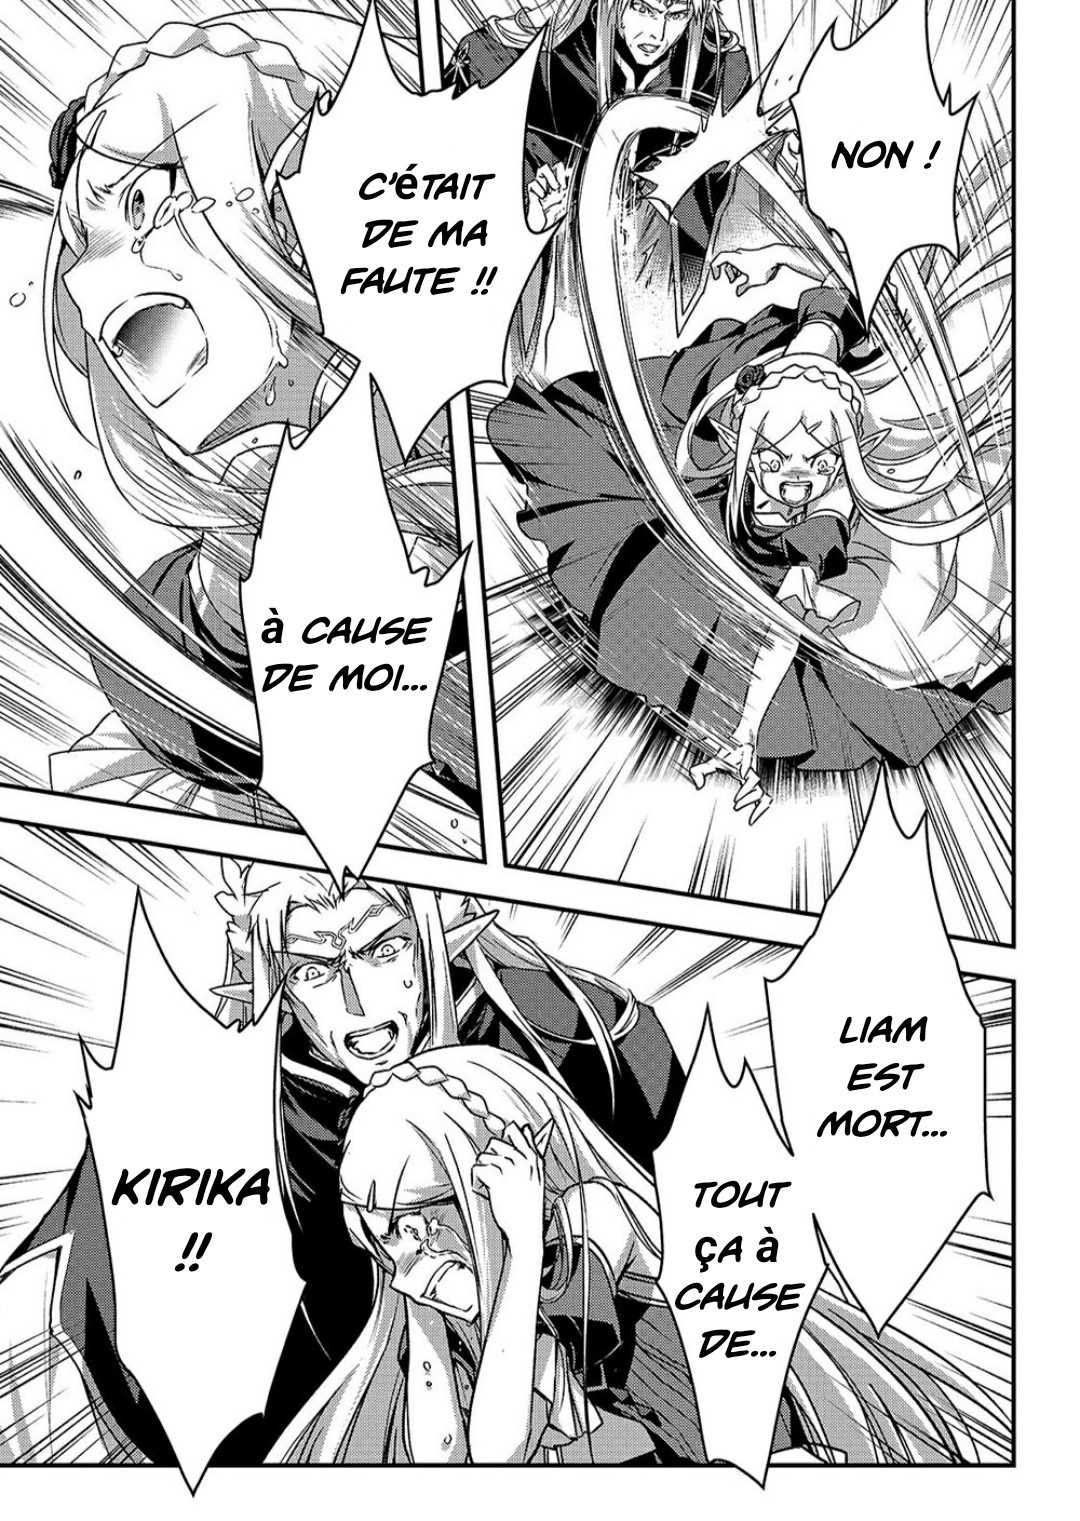 NON !
C'éTAIT
DE MA
FAUTE !!
à CAUSE
DE MOI...
LIAM
EST
MORT...
TOUT
ça à
CAUSE
DE...
KIRIKA
!!